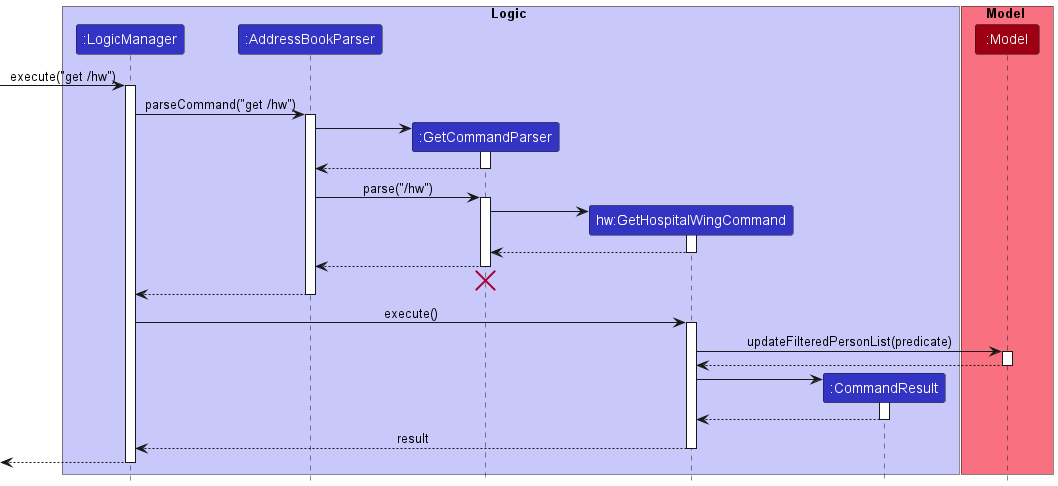 Logic
Model
:LogicManager
:AddressBookParser
:Model
execute("get /hw")
parseCommand("get /hw")
:GetCommandParser
parse("/hw")
hw:GetHospitalWingCommand
execute()
updateFilteredPersonList(predicate)
:CommandResult
result